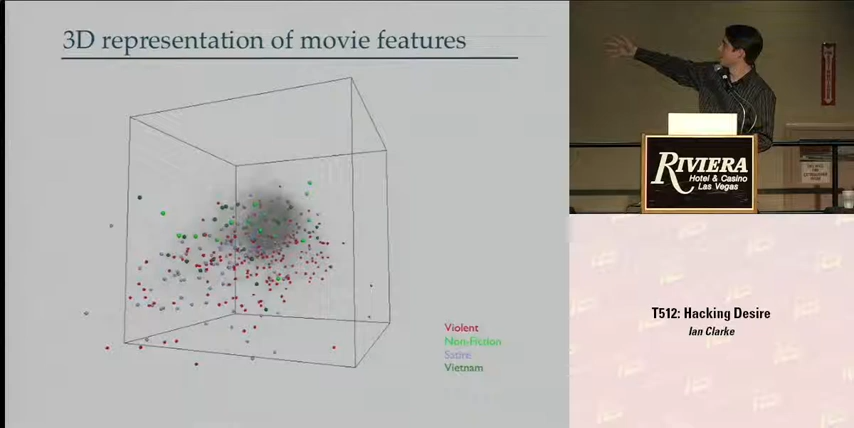 3D representation of movie features
Violent
Non-Fiction
Satire
Vietnam
RIVIERA
Hotel & Casino
Las Vegas
T512: Hacking Desire
Ian Clarke